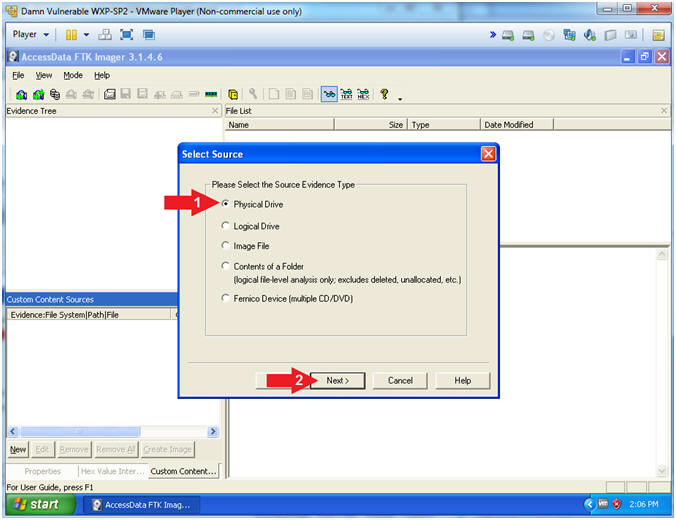 Damn Vulnerable WXP-SP2 - VMware Player (Non-commercial use only)
Player
AccessData FTK Imager 3.1.4.6
File View Mode Help
TEXT HEX
Evidence Tree
File List
Name Size Type Date Modified
Select Source
Please Select the Source Evidence Type
1
Physical Drive
Logical Drive
Image File
Contents of a Folder
(logical file-level analysis only; excludes deleted, unallocated, etc.)
Fernico Device (multiple CD/DVD)
2
Next > Cancel Help
Custom Content Sources
Evidence:File System|Path|File
New Edit Remove Remove All Create Image
Properties Hex Value Inter... Custom Content...
For User Guide, press F1
start AccessData FTK Imag... 2:06 PM